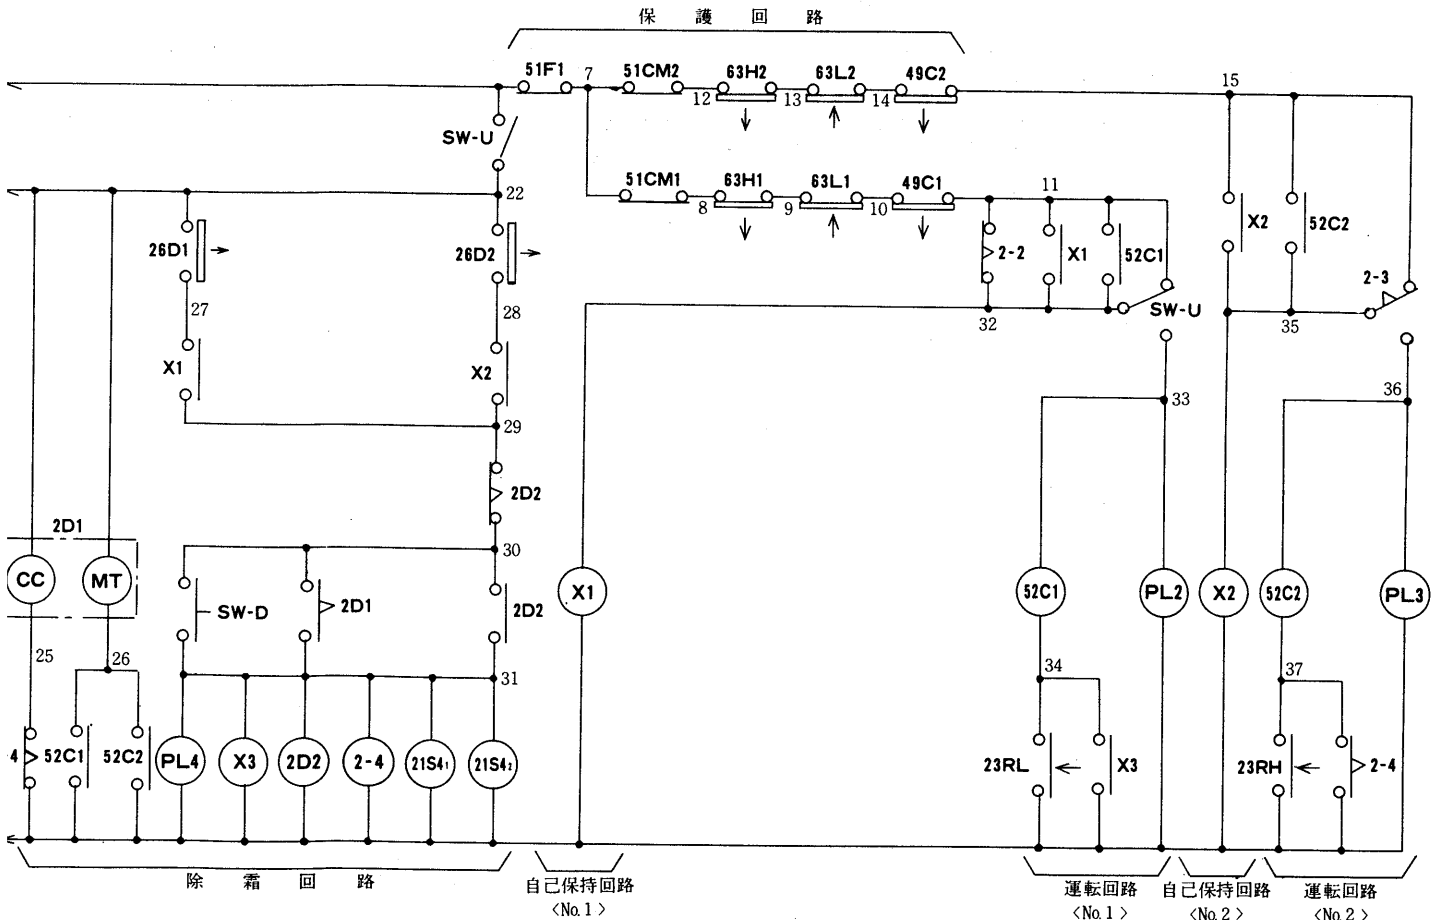 保護回路
51F1 7 51CM2 63H2 63L2 49C2 15
12 13 14
SW-U
22 51CM1 63H1 63L1 49C1 11
8 9 10
26D1 26D2 2-2 X1 52C1 X2 52C2
2-3
27 28 32 SW-U 35
X1 X2
29 33 36
2D2
2D1
30
CC MT SW-D 2D1 2D2 X1 52C1 PL2 X2 52C2 PL3
25 26 31 34 37
4 52C1 52C2 PL4 X3 2D2 2-4 21S4₁ 21S4₂ 23RL X3 23RH 2-4
除霜回路 自己保持回路 運転回路 自己保持回路 運転回路
〈No.1〉 〈No.1〉 〈No.2〉 〈No.2〉